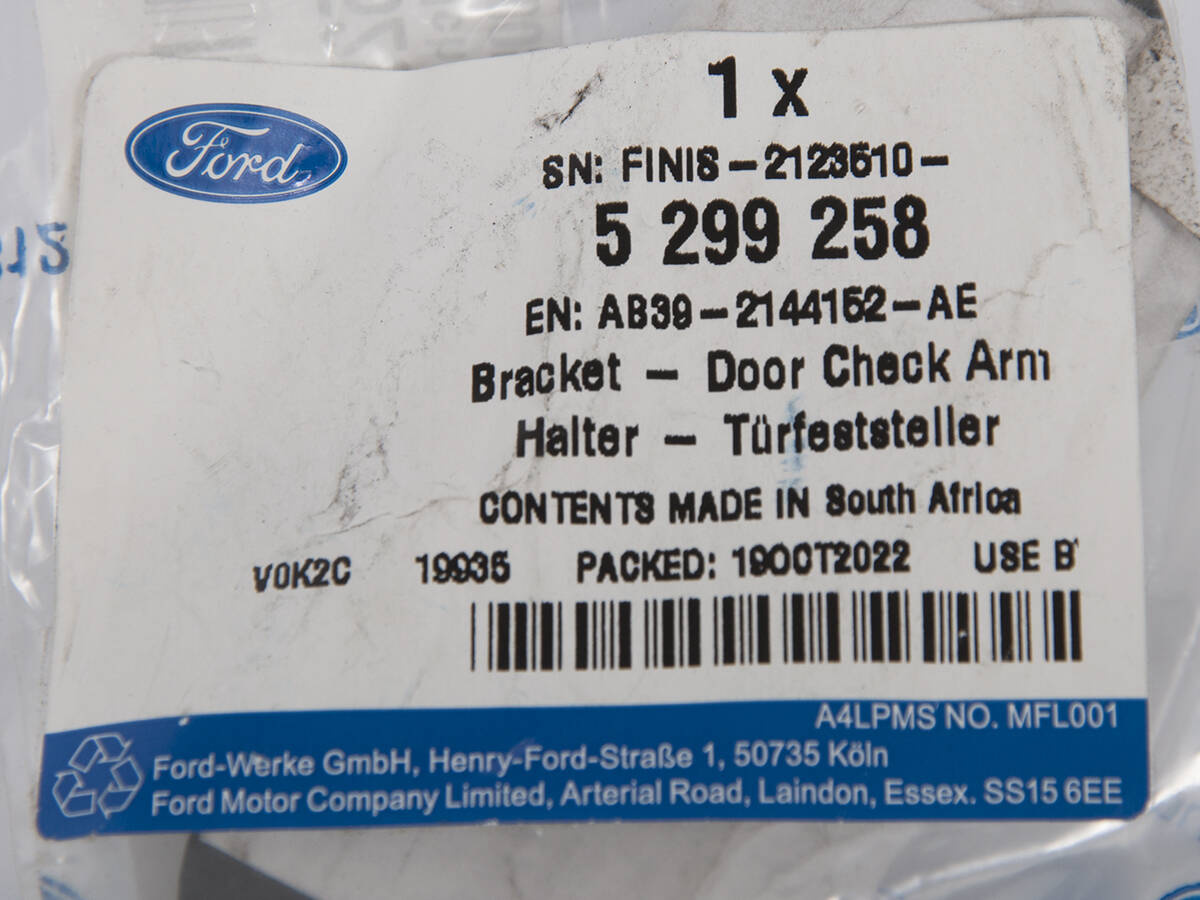 Ford
1 x
SN: FINIS-2123510-
5 299 258
EN: AB39-2144152-AE
Bracket - Door Check Arm
Halter - Türfeststeller
CONTENTS MADE IN South Africa
V0K2C 19935 PACKED: 19OCT2022 USE B
A4LPMS NO. MFL001
Ford-Werke GmbH, Henry-Ford-Straße 1, 50735 Köln
Ford Motor Company Limited, Arterial Road, Laindon, Essex. SS15 6EE